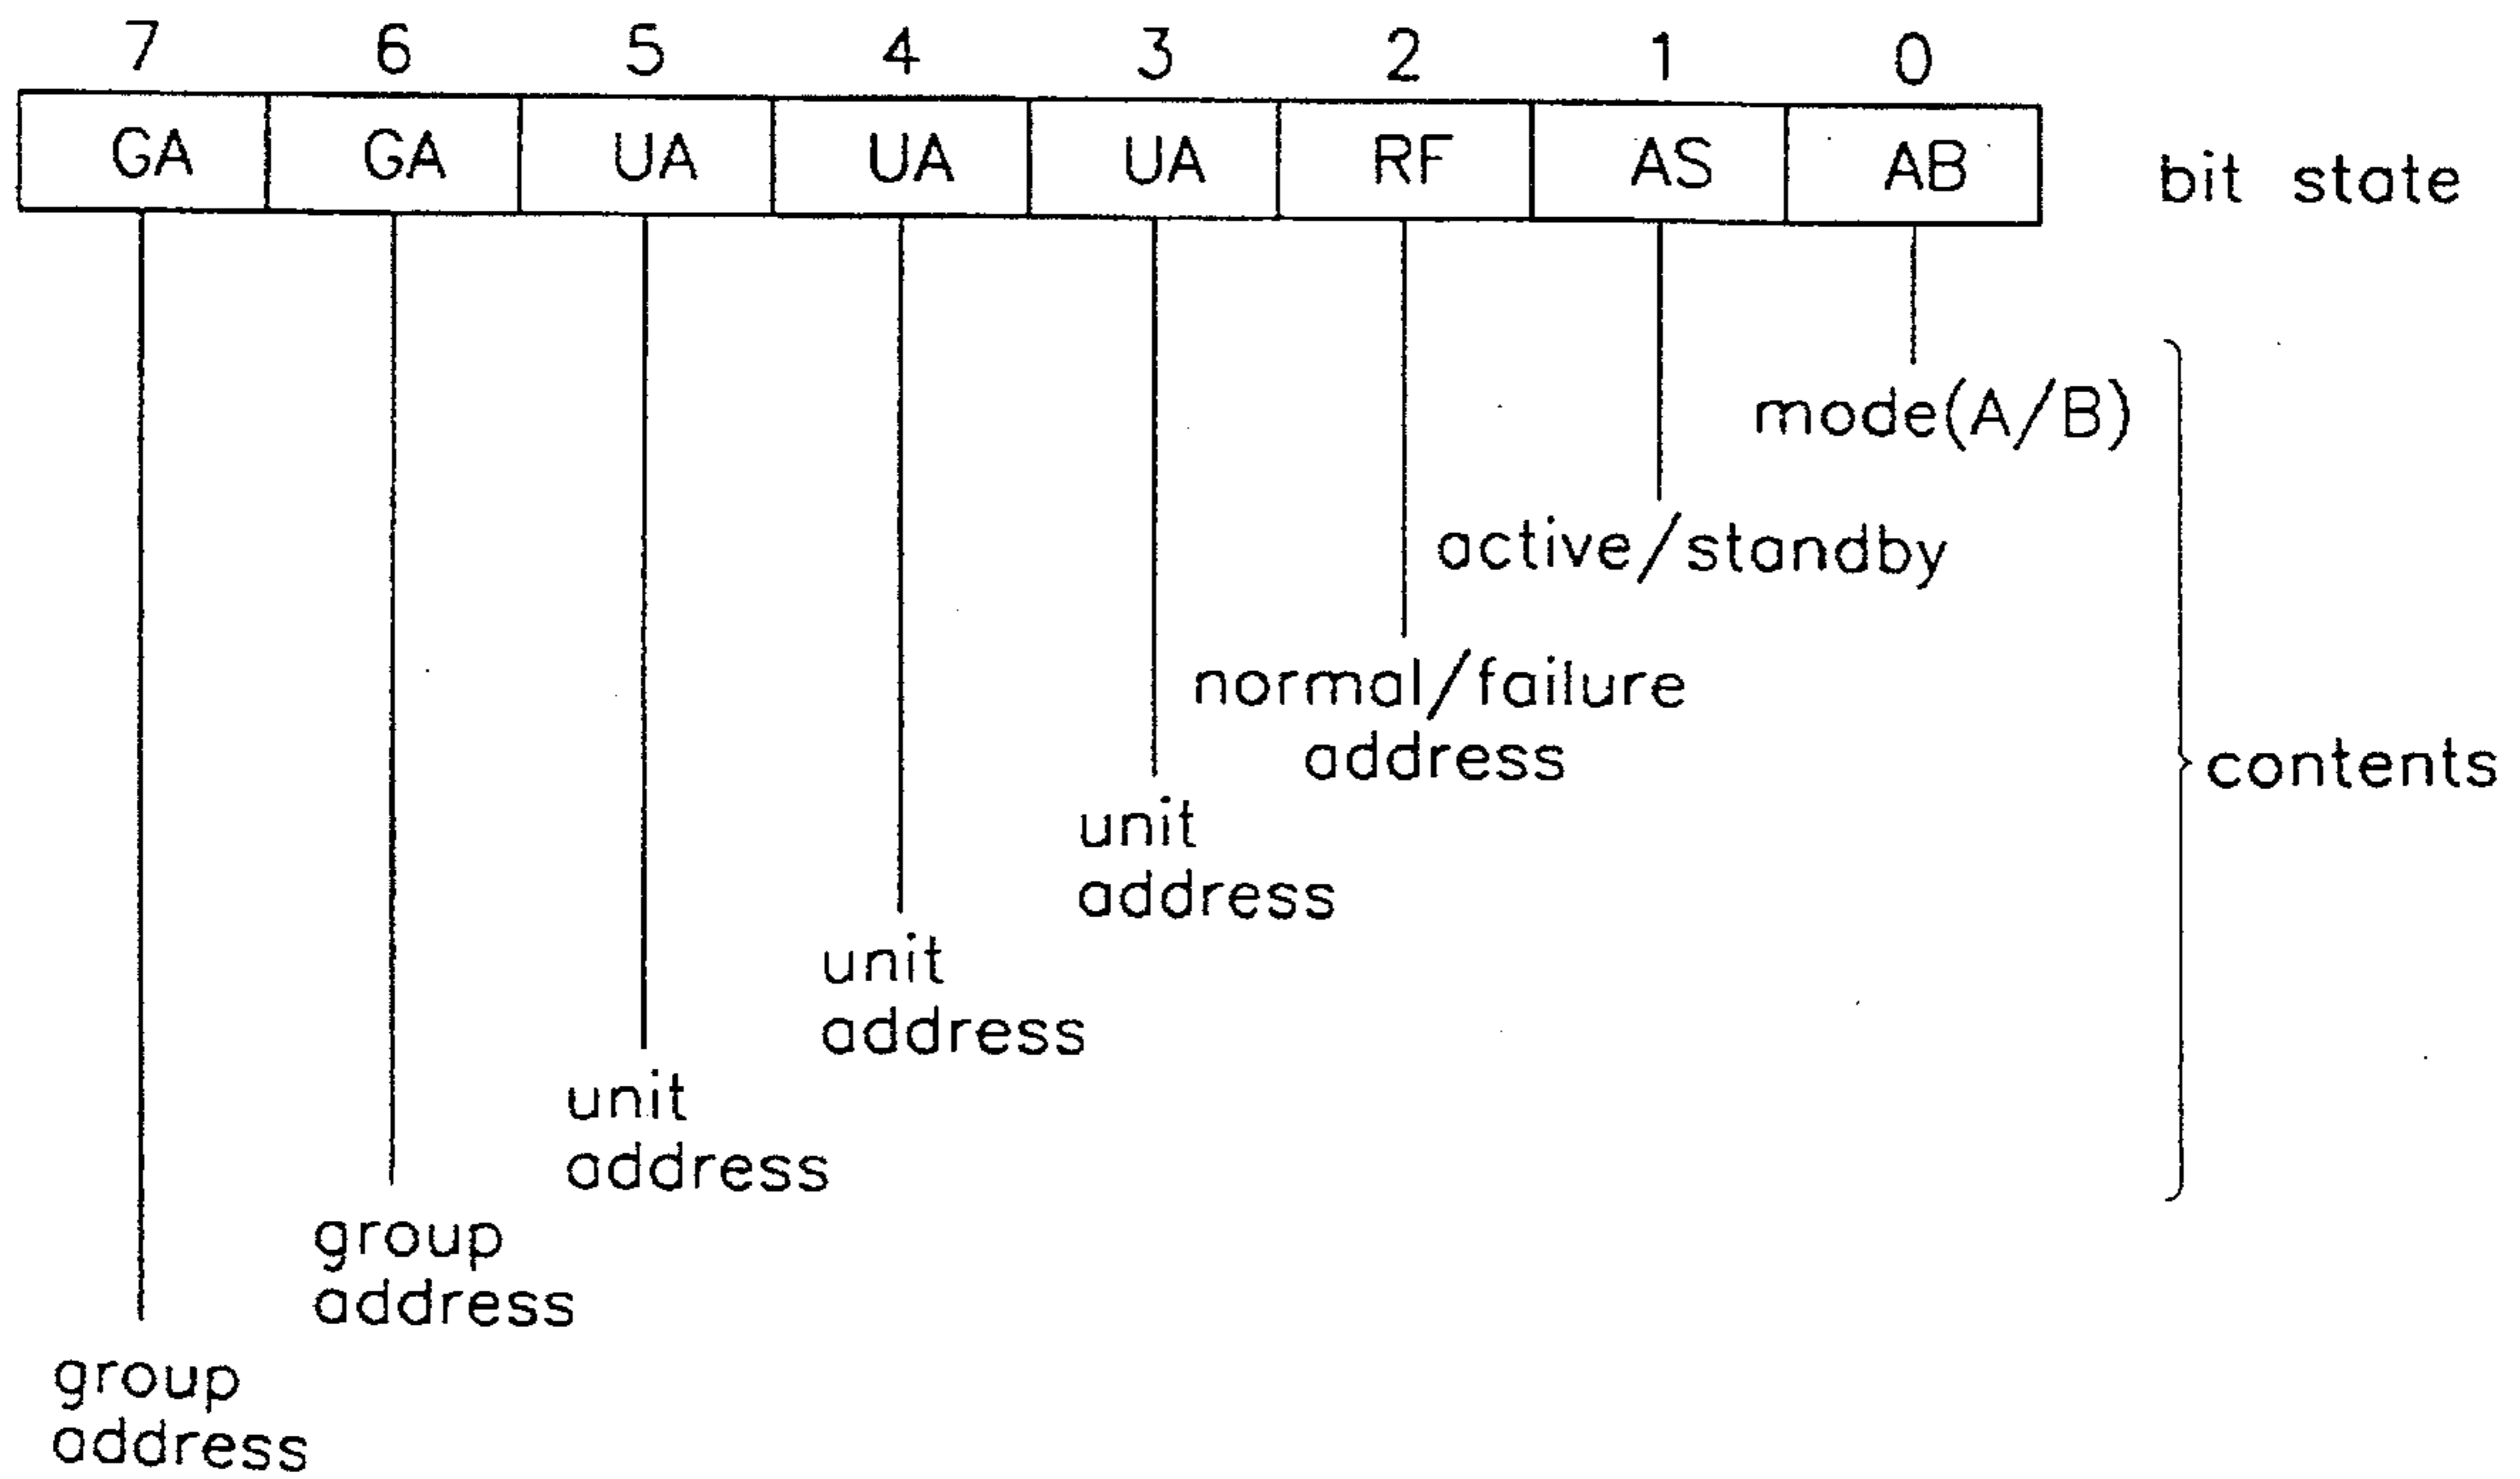 7 6 5 4 3 2 1 0
GA GA UA UA UA RF AS AB bit state
mode(A/B)
active/standby
normal/failure
address
contents
unit
address
unit
address
unit
address
group
address
group
address